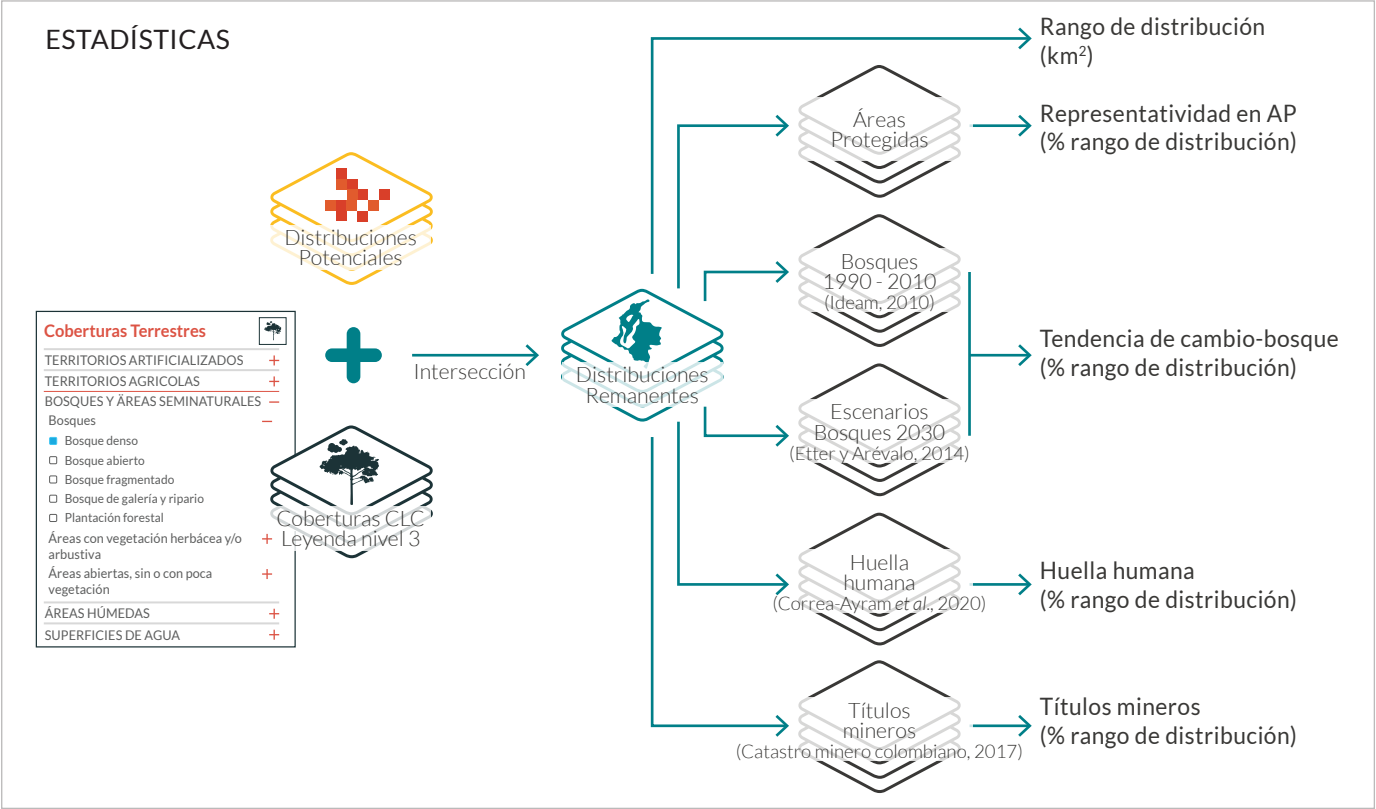 ESTADÍSTICAS
Distribuciones
Potenciales
Coberturas Terrestres
TERRITORIOS ARTIFICIALIZADOS +
TERRITORIOS AGRICOLAS +
BOSQUES Y ÄREAS SEMINATURALES −
Bosques −
Bosque denso
Bosque abierto
Bosque fragmentado
Bosque de galería y ripario
Plantación forestal
Áreas con vegetación herbácea y/o +
arbustiva
Áreas abiertas, sin o con poca +
vegetación
ÁREAS HÚMEDAS +
SUPERFICIES DE AGUA +
Coberturas CLC
Leyenda nivel 3
Intersección
Distribuciones
Remanentes
Rango de distribución
(km²)
Áreas
Protegidas
Representatividad en AP
(% rango de distribución)
Bosques
1990 - 2010
(Ideam, 2010)
Escenarios
Bosques 2030
(Etter y Arévalo, 2014)
Tendencia de cambio-bosque
(% rango de distribución)
Huella
humana
(Correa-Ayram et al., 2020)
Huella humana
(% rango de distribución)
Títulos
mineros
(Catastro minero colombiano, 2017)
Títulos mineros
(% rango de distribución)